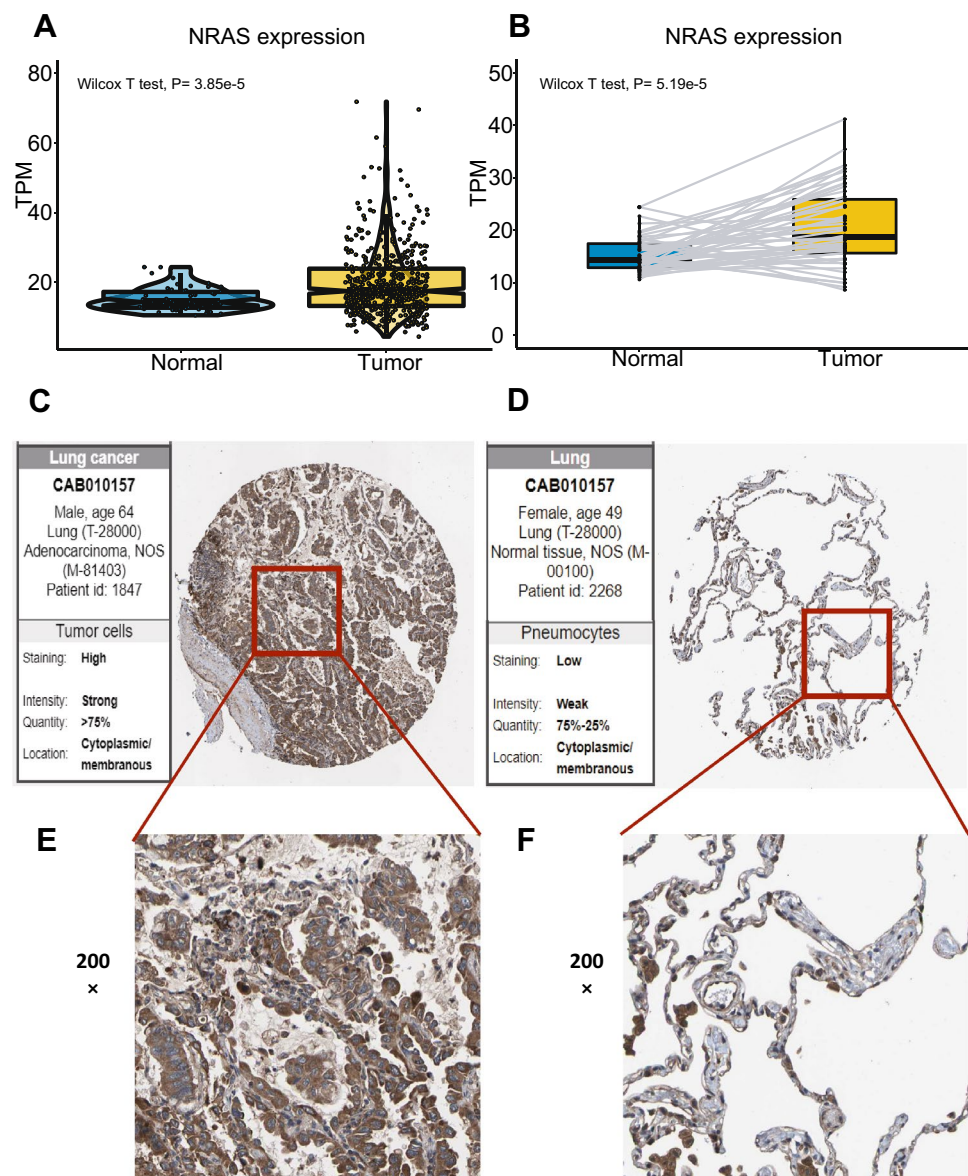 A
NRAS expression
Wilcox T test, P= 3.85e-5
TPM
80
60
40
20
Normal
Tumor
B
NRAS expression
Wilcox T test, P= 5.19e-5
TPM
50
40
30
20
10
0
Normal
Tumor
C
Lung cancer
CAB010157
Male, age 64
Lung (T-28000)
Adenocarcinoma, NOS
(M-81403)
Patient id: 1847
Tumor cells
Staining: High
Intensity: Strong
Quantity: >75%
Location: Cytoplasmic/
membranous
D
Lung
CAB010157
Female, age 49
Lung (T-28000)
Normal tissue, NOS (M-
00100)
Patient id: 2268
Pneumocytes
Staining: Low
Intensity: Weak
Quantity: 75%-25%
Location: Cytoplasmic/
membranous
E
200
×
F
200
×